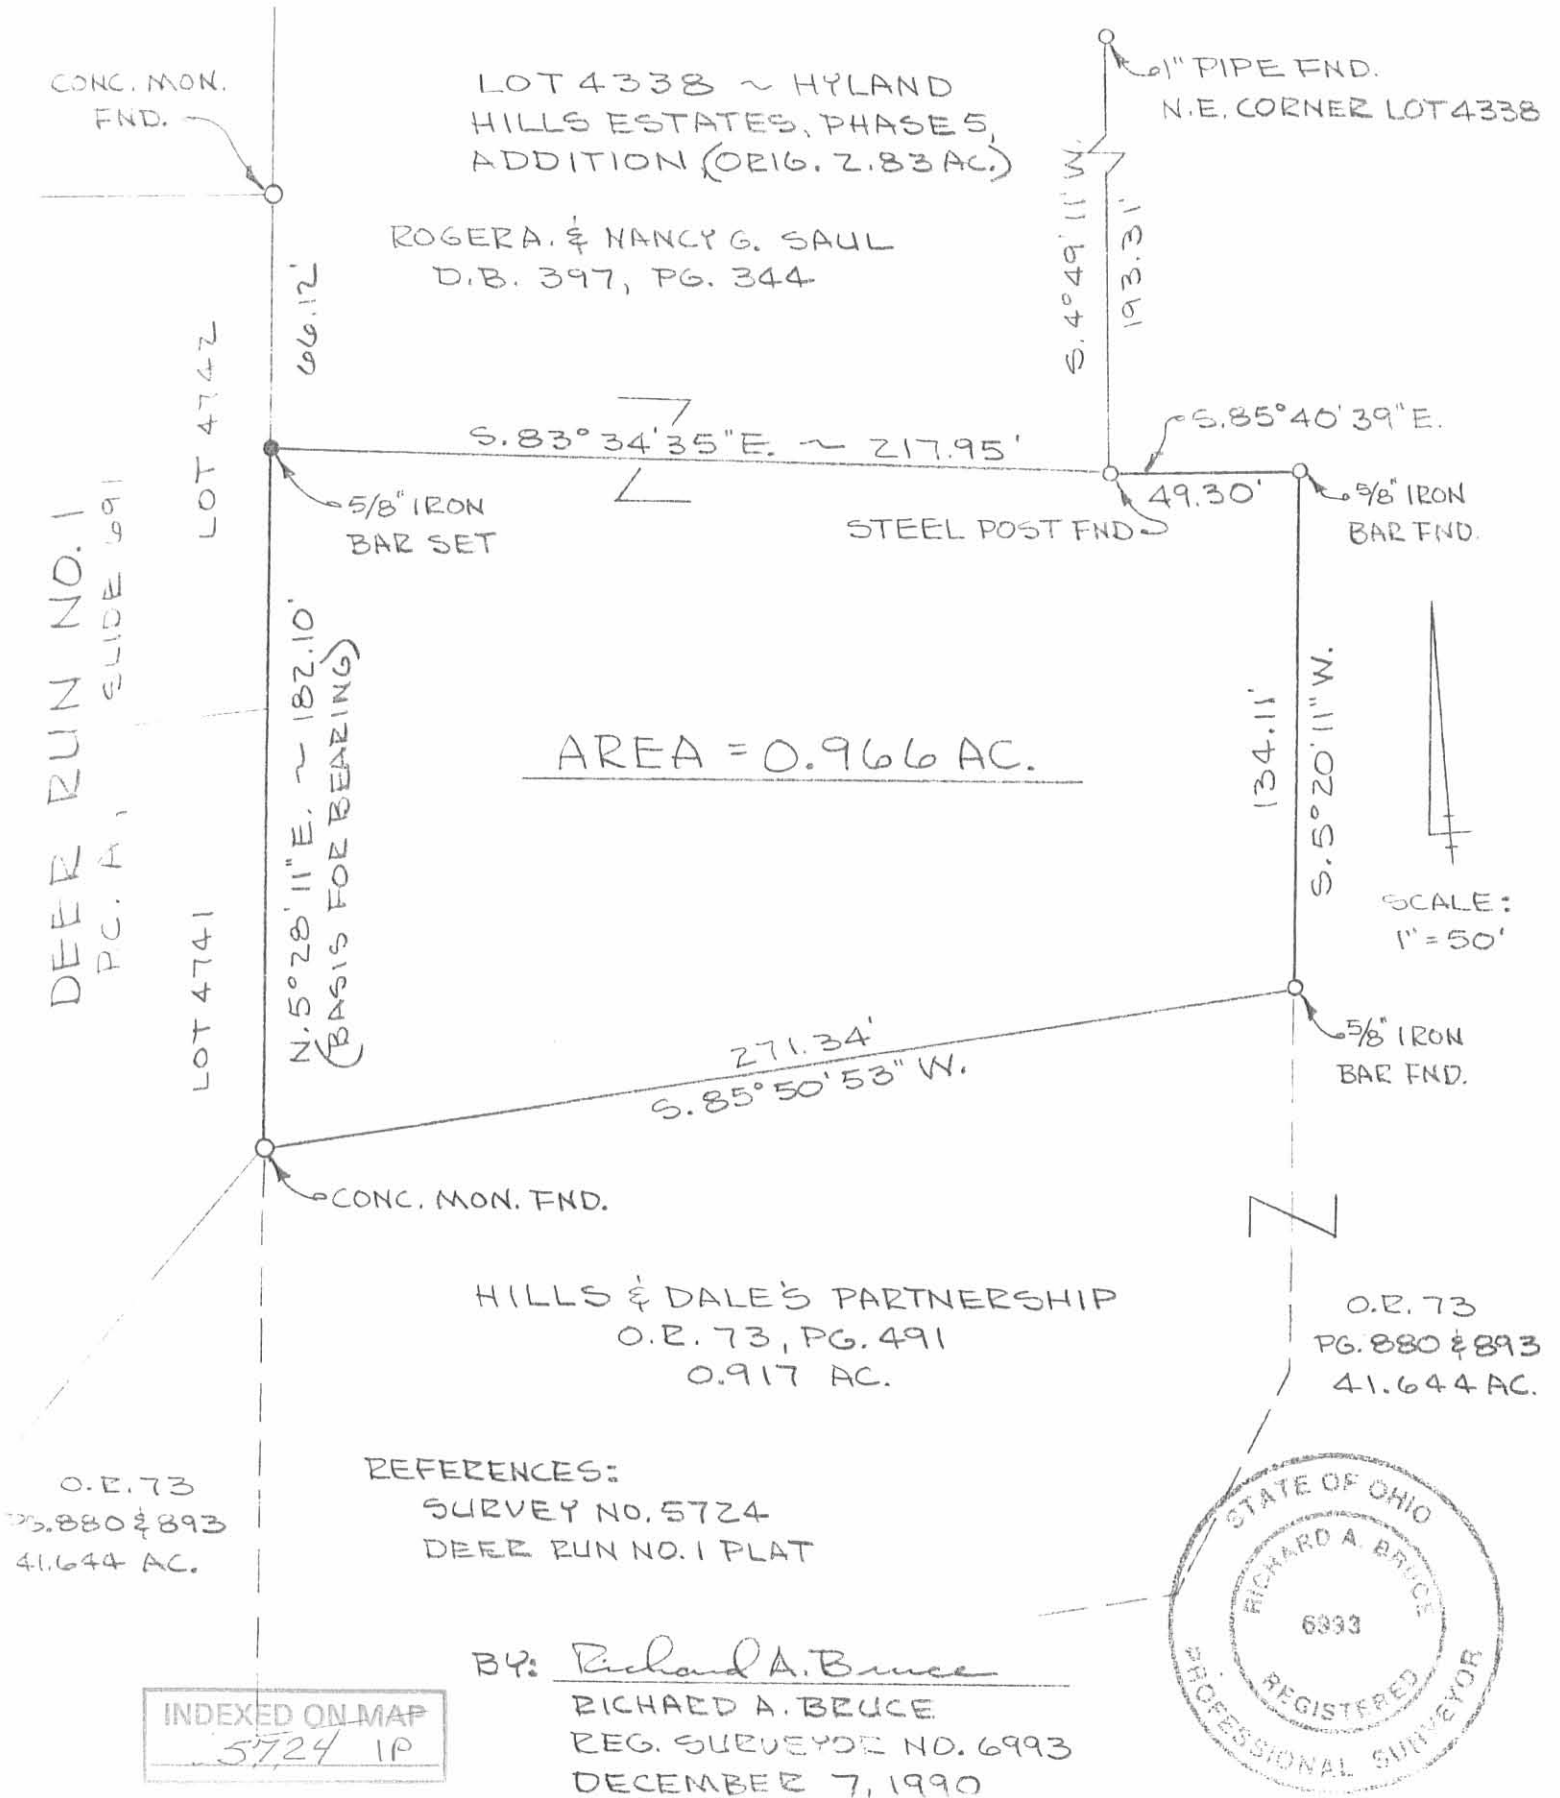 CONC. MON.
FND.
LOT 4338 ~ HYLAND
HILLS ESTATES, PHASE 5,
ADDITION (ORIG. 2.83 AC.)
1" PIPE FND.
N.E. CORNER LOT 4338
ROGER A. & NANCY G. SAUL
D.B. 397, PG. 344
S. 4° 49' 11" W.
193.31'
66.12'
LOT 4742
S. 83° 34' 35" E. ~ 217.95'
S. 85° 40' 39" E.
49.30'
5/8" IRON
BAR SET
STEEL POST FND
5/8" IRON
BAR FND.
DEER RUN NO. 1
P.C. A, SLIDE 691
N. 5° 28' 11" E. ~ 182.10'
(BASIS FOR BEARING)
AREA = 0.966 AC.
134.11'
S. 5° 20' 11" W.
SCALE:
1" = 50'
LOT 4741
271.34'
S. 85° 50' 53" W.
5/8" IRON
BAR FND.
CONC. MON. FND.
HILLS & DALE'S PARTNERSHIP
O.R. 73, PG. 491
0.917 AC.
O.R. 73
PG. 880 & 893
41.644 AC.
O.R. 73
PG. 880 & 893
41.644 AC.
REFERENCES:
SURVEY NO. 5724
DEER RUN NO. 1 PLAT
STATE OF OHIO
RICHARD A. BRUCE
6993
REGISTERED
PROFESSIONAL SURVEYOR
BY: Richard A. Bruce
RICHARD A. BRUCE
REG. SURVEYOR NO. 6993
DECEMBER 7, 1990
INDEXED ON MAP
5724 1P